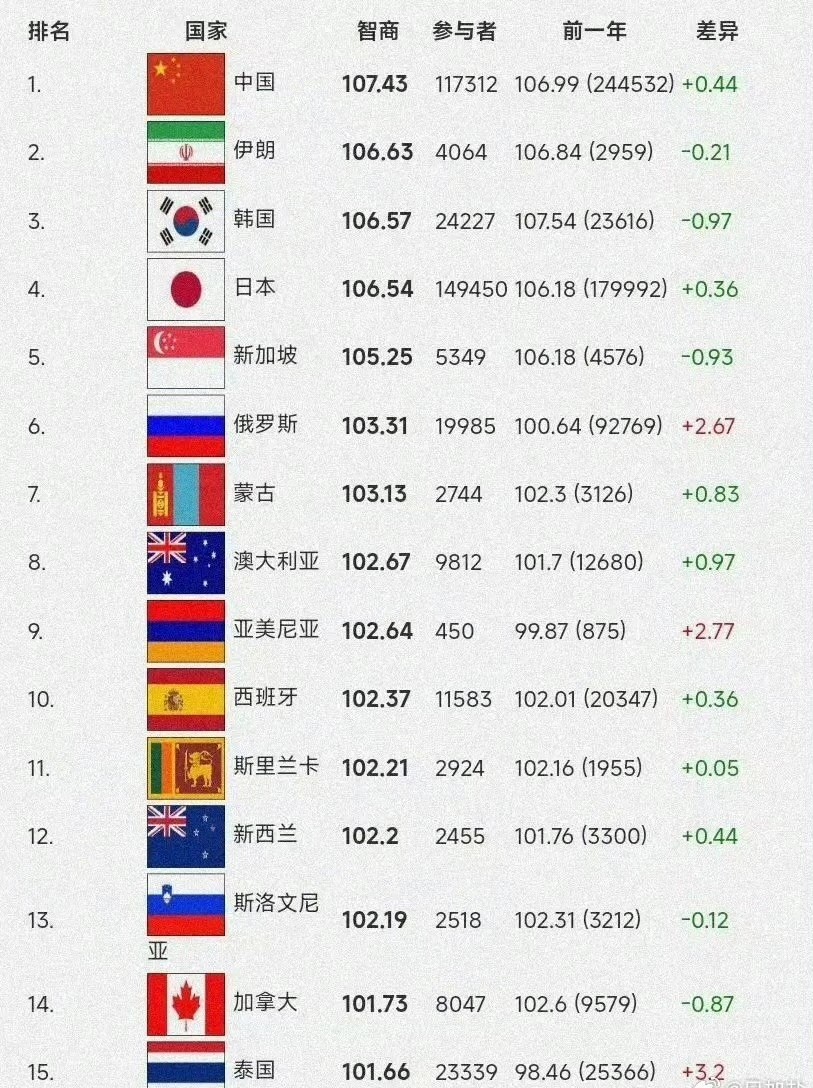 排名 国家 智商 参与者 前一年 差异
1. 中国 107.43 117312 106.99 (244532) +0.44
2. 伊朗 106.63 4064 106.84 (2959) -0.21
3. 韩国 106.57 24227 107.54 (23616) -0.97
4. 日本 106.54 149450 106.18 (179992) +0.36
5. 新加坡 105.25 5349 106.18 (4576) -0.93
6. 俄罗斯 103.31 19985 100.64 (92769) +2.67
7. 蒙古 103.13 2744 102.3 (3126) +0.83
8. 澳大利亚 102.67 9812 101.7 (12680) +0.97
9. 亚美尼亚 102.64 450 99.87 (875) +2.77
10. 西班牙 102.37 11583 102.01 (20347) +0.36
11. 斯里兰卡 102.21 2924 102.16 (1955) +0.05
12. 新西兰 102.2 2455 101.76 (3300) +0.44
斯洛文尼
13. 102.19 2518 102.31 (3212) -0.12
亚
14. 加拿大 101.73 8047 102.6 (9579) -0.87
15. 泰国 101.66 23339 98.46 (25366) +3.2